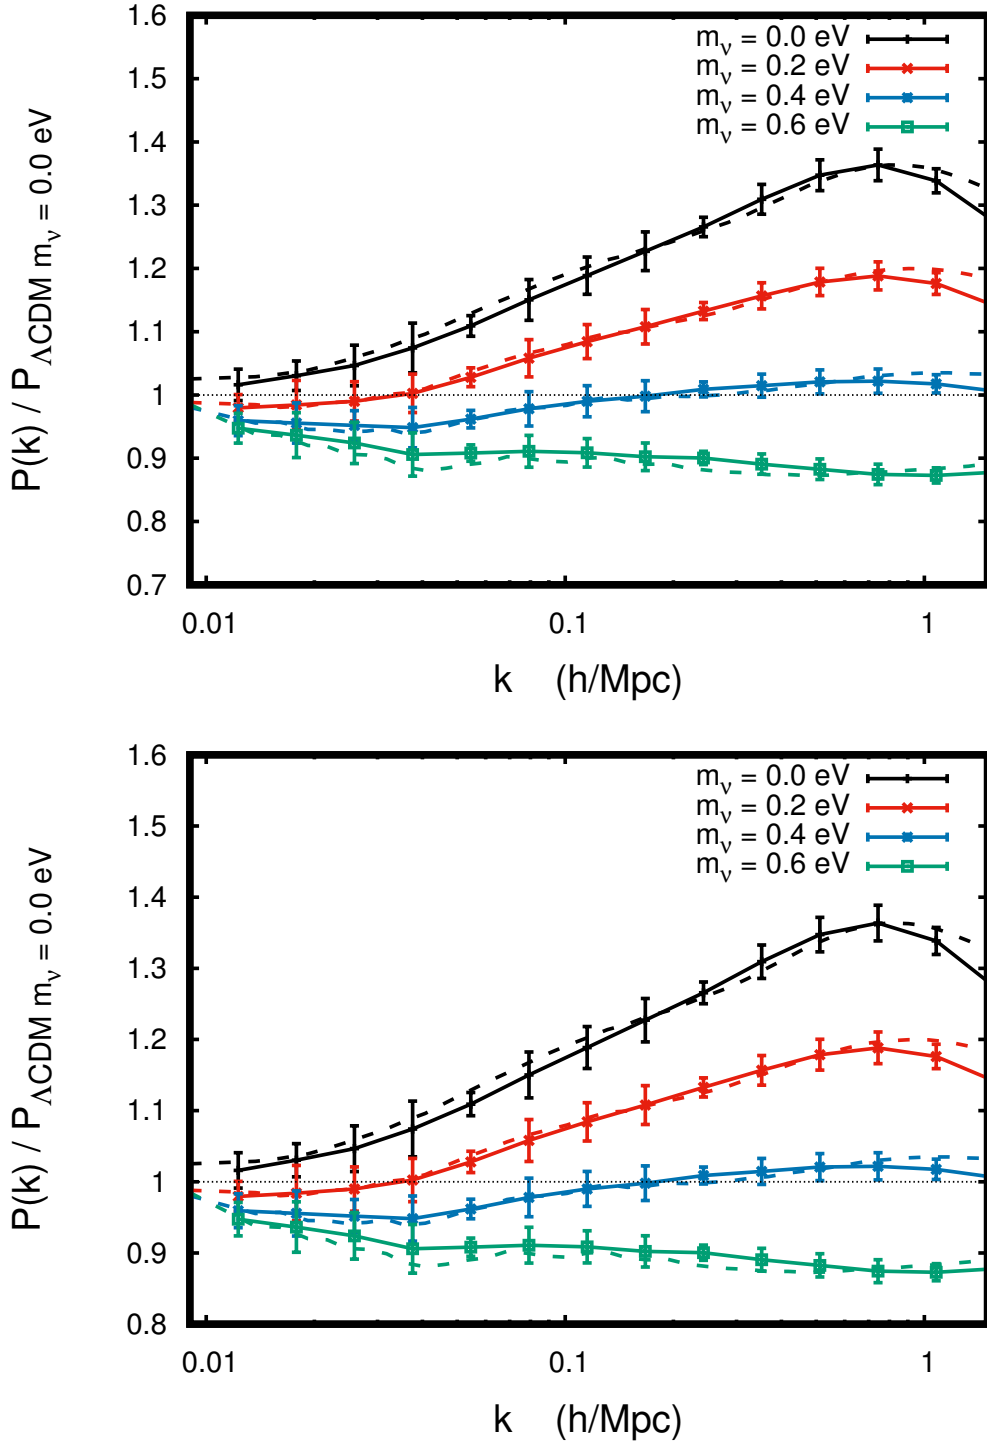 1.6
1.5
1.4
1.3
1.2
1.1
1
0.9
0.8
0.7
P(k) / P_ΛCDM m_ν = 0.0 eV
m_ν = 0.0 eV
m_ν = 0.2 eV
m_ν = 0.4 eV
m_ν = 0.6 eV
0.01 0.1 1
k (h/Mpc)
1.6
1.5
1.4
1.3
1.2
1.1
1
0.9
0.8
P(k) / P_ΛCDM m_ν = 0.0 eV
m_ν = 0.0 eV
m_ν = 0.2 eV
m_ν = 0.4 eV
m_ν = 0.6 eV
0.01 0.1 1
k (h/Mpc)